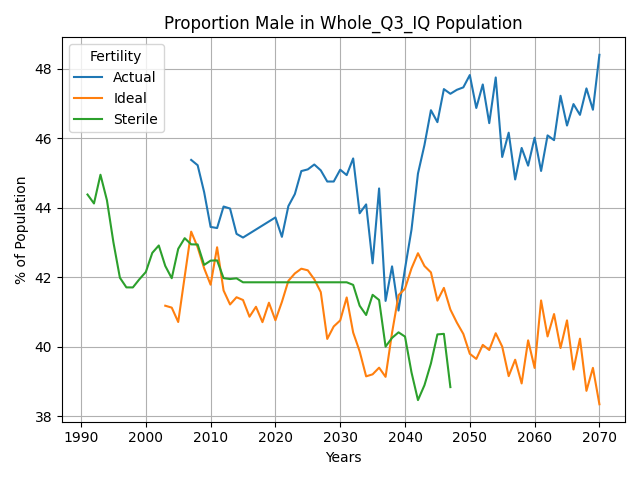 Proportion Male in Whole_Q3_IQ Population
Fertility
Actual
Ideal
Sterile
% of Population
48
46
44
42
40
38
1990 2000 2010 2020 2030 2040 2050 2060 2070
Years